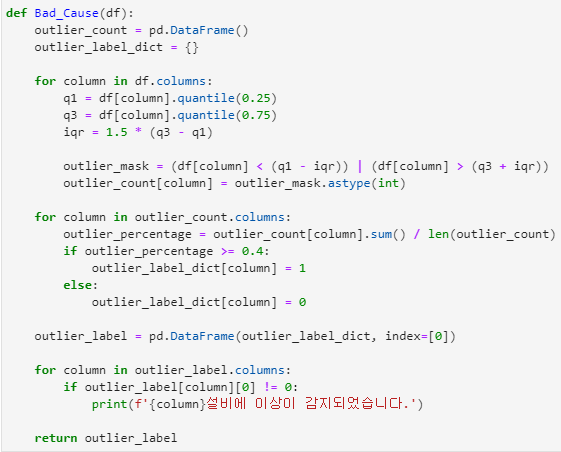 def Bad_Cause(df):
    outlier_count = pd.DataFrame()
    outlier_label_dict = {}

    for column in df.columns:
        q1 = df[column].quantile(0.25)
        q3 = df[column].quantile(0.75)
        iqr = 1.5 * (q3 - q1)

        outlier_mask = (df[column] < (q1 - iqr)) | (df[column] > (q3 + iqr))
        outlier_count[column] = outlier_mask.astype(int)

    for column in outlier_count.columns:
        outlier_percentage = outlier_count[column].sum() / len(outlier_count)
        if outlier_percentage >= 0.4:
            outlier_label_dict[column] = 1
        else:
            outlier_label_dict[column] = 0

    outlier_label = pd.DataFrame(outlier_label_dict, index=[0])

    for column in outlier_label.columns:
        if outlier_label[column][0] != 0:
            print(f'{column}설비에 이상이 감지되었습니다.')

    return outlier_label